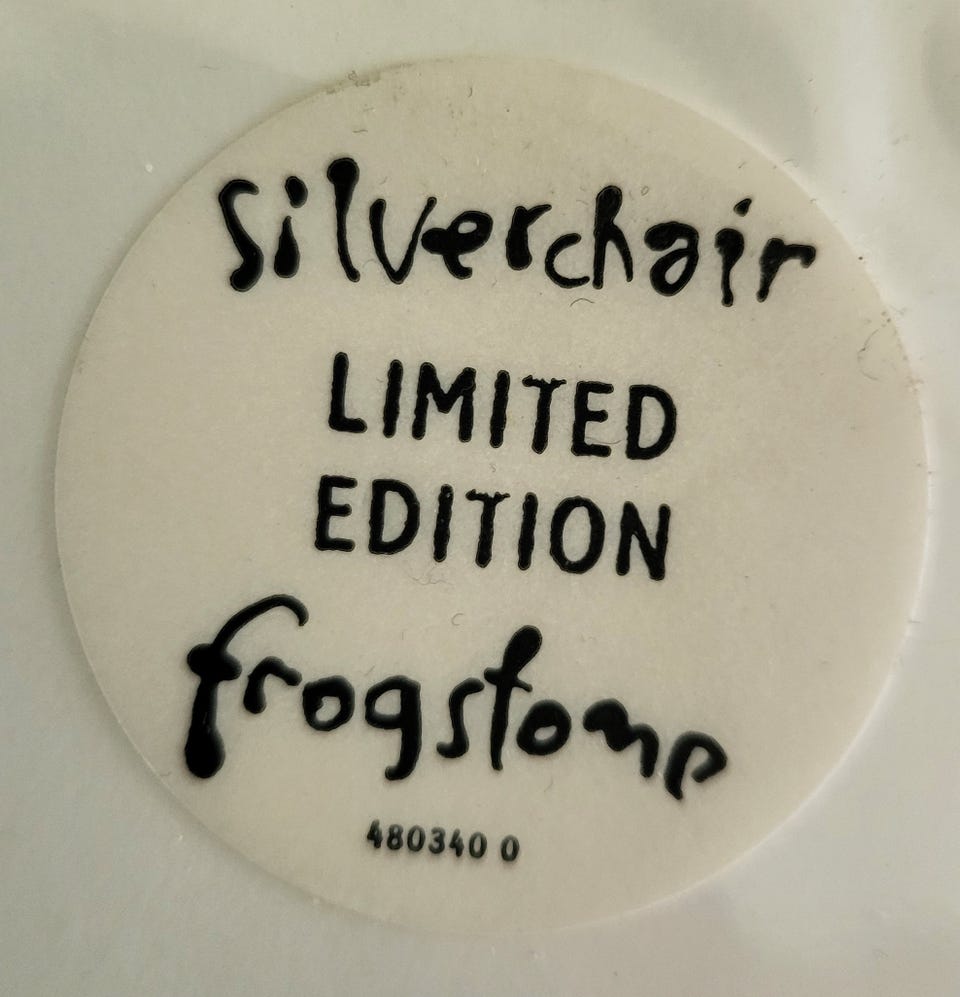 silverchair
LIMITED
EDITION
frogstomp
480340 0